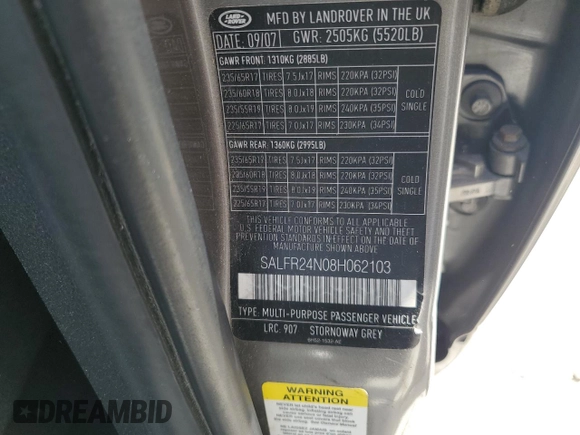 LAND ROVER
MFD BY LANDROVER IN THE UK
DATE: 09/07 GWR: 2505KG (5520LB)
GAWR FRONT: 1310KG (2885LB)
235/65R17 TIRES 7.5Jx17 RIMS 220KPA (32PSI)
235/60R18 TIRES 8.0Jx18 RIMS 220KPA (32PSI)
235/55R19 TIRES 8.0Jx19 RIMS 240KPA (35PSI)
225/65R17 TIRES 7.0Jx17 RIMS 230KPA (34PSI)
COLD
SINGLE
GAWR REAR: 1360KG (2995LB)
235/65R17 TIRES 7.5Jx17 RIMS 220KPA (32PSI)
235/60R18 TIRES 8.0Jx18 RIMS 220KPA (32PSI)
235/55R19 TIRES 8.0Jx19 RIMS 240KPA (35PSI)
225/65R17 TIRES 7.0Jx17 RIMS 230KPA (34PSI)
COLD
SINGLE
THIS VEHICLE CONFORMS TO ALL APPLICABLE
U.S. FEDERAL MOTOR VEHICLE SAFETY AND
THEFT PREVENTION STANDARDS IN EFFECT ON THE DATE OF
MANUFACTURE SHOWN ABOVE.
SALFR24N08H062103
TYPE: MULTI-PURPOSE PASSENGER VEHICLE
LRC 907 STORNOWAY GREY
WARNING
ATTENTION
DREAMBID